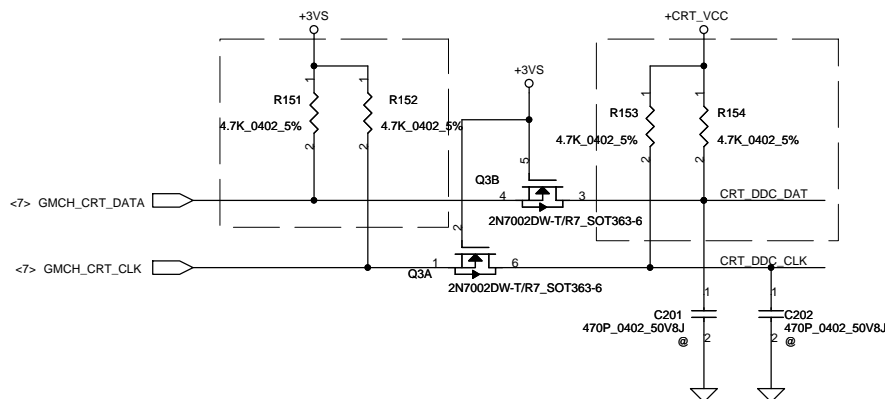 +3VS
+CRT_VCC
+3VS
1
1
1
1
R151
R152
R153
R154
4.7K_0402_5%
4.7K_0402_5%
4.7K_0402_5%
4.7K_0402_5%
2
2
2
2
5
Q3B
<7> GMCH_CRT_DATA
4
3
CRT_DDC_DAT
2N7002DW-T/R7_SOT363-6
2
<7> GMCH_CRT_CLK
1
6
CRT_DDC_CLK
Q3A
2N7002DW-T/R7_SOT363-6
1
1
C201
C202
470P_0402_50V8J
470P_0402_50V8J
2
2
@
@